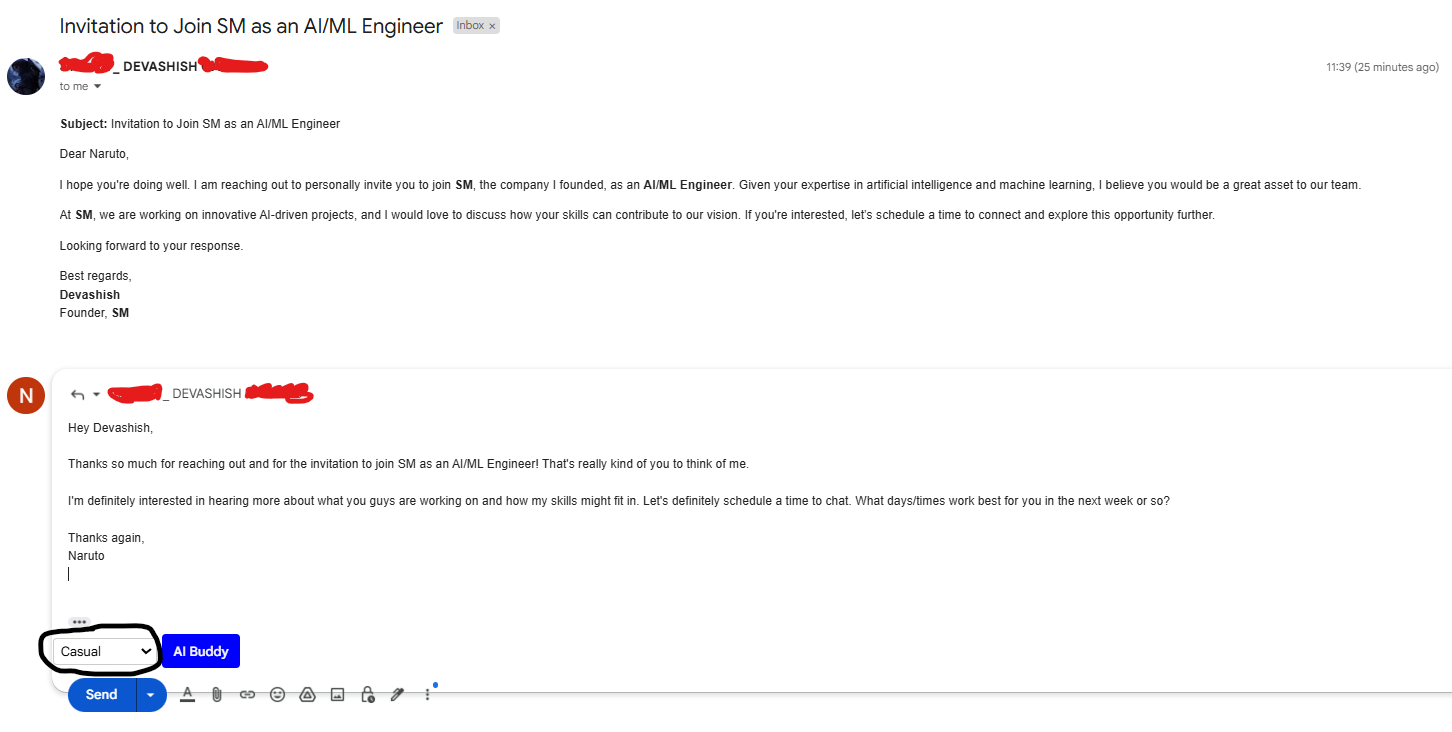 Invitation to Join SM as an AI/ML Engineer Inbox x
_ DEVASHISH
11:39 (25 minutes ago)
to me
Subject: Invitation to Join SM as an AI/ML Engineer
Dear Naruto,
I hope you're doing well. I am reaching out to personally invite you to join SM, the company I founded, as an AI/ML Engineer. Given your expertise in artificial intelligence and machine learning, I believe you would be a great asset to our team.
At SM, we are working on innovative AI-driven projects, and I would love to discuss how your skills can contribute to our vision. If you're interested, let's schedule a time to connect and explore this opportunity further.
Looking forward to your response.
Best regards,
Devashish
Founder, SM
N
_ DEVASHISH
Hey Devashish,
Thanks so much for reaching out and for the invitation to join SM as an AI/ML Engineer! That's really kind of you to think of me.
I'm definitely interested in hearing more about what you guys are working on and how my skills might fit in. Let's definitely schedule a time to chat. What days/times work best for you in the next week or so?
Thanks again,
Naruto
Casual
AI Buddy
Send